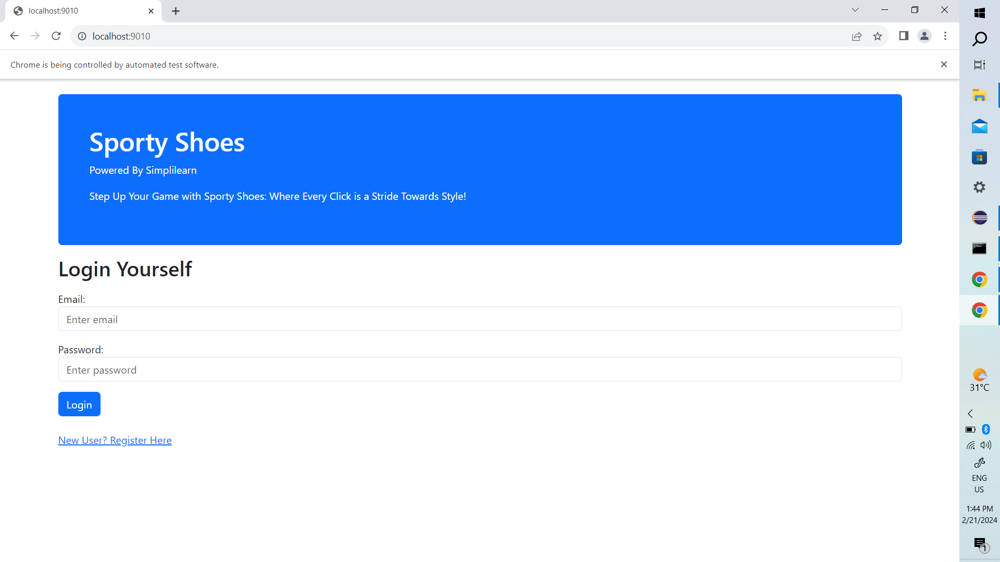 localhost:9010
localhost:9010
Chrome is being controlled by automated test software.
Sporty Shoes
Powered By Simplilearn
Step Up Your Game with Sporty Shoes: Where Every Click is a Stride Towards Style!
Login Yourself
Email:
Enter email
Password:
Enter password
Login
New User? Register Here
31°C
ENG
US
1:44 PM
2/21/2024
1